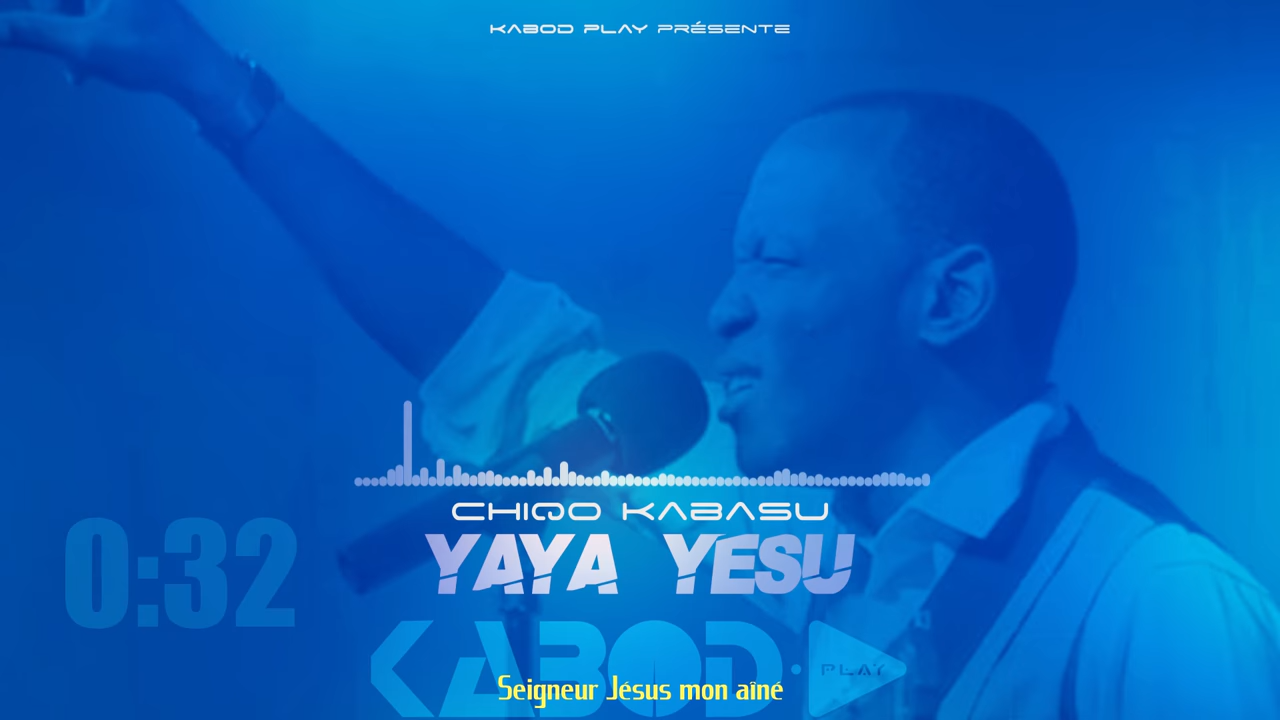 KABOD PLAY PRÉSENTE
CHIQO KABASU
YAYA YESU
0:32
KABOD
PLAY
Seigneur Jésus mon aîné